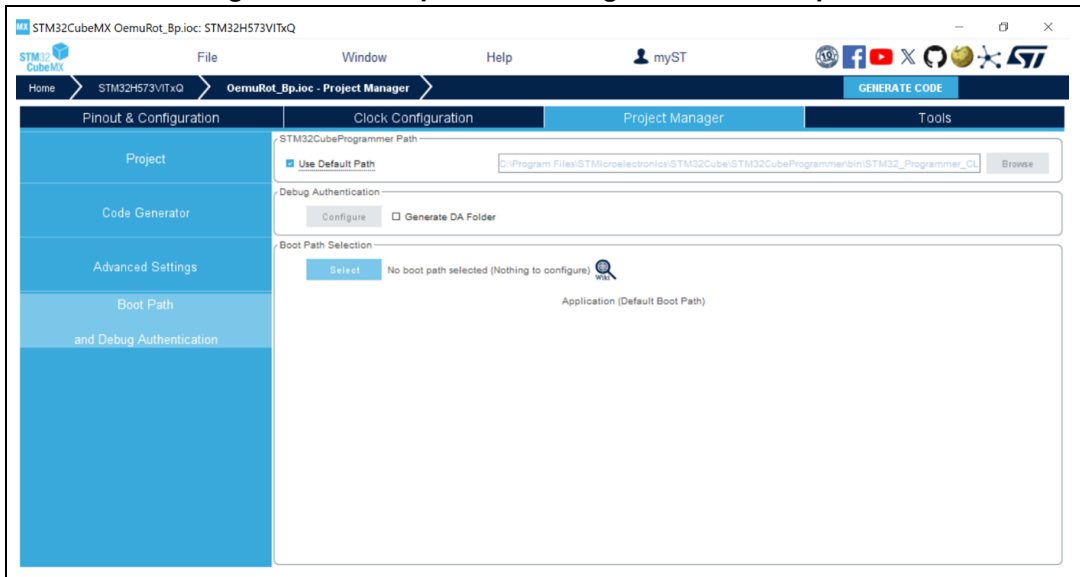 STM32CubeMX OemuRot_Bp.ioc: STM32H573VITxQ
STM32 CubeMX File Window Help myST
Home STM32H573VITxQ OemuRot_Bp.ioc - Project Manager GENERATE CODE
Pinout & Configuration Clock Configuration Project Manager Tools
STM32CubeProgrammer Path
Project
Use Default Path C:\Program Files\STMicroelectronics\STM32Cube\STM32CubeProgrammer\bin\STM32_Programmer_CL Browse
Debug Authentication
Code Generator
Configure Generate DA Folder
Boot Path Selection
Advanced Settings
Select No boot path selected (Nothing to configure) Wiki
Boot Path
and Debug Authentication
Application (Default Boot Path)